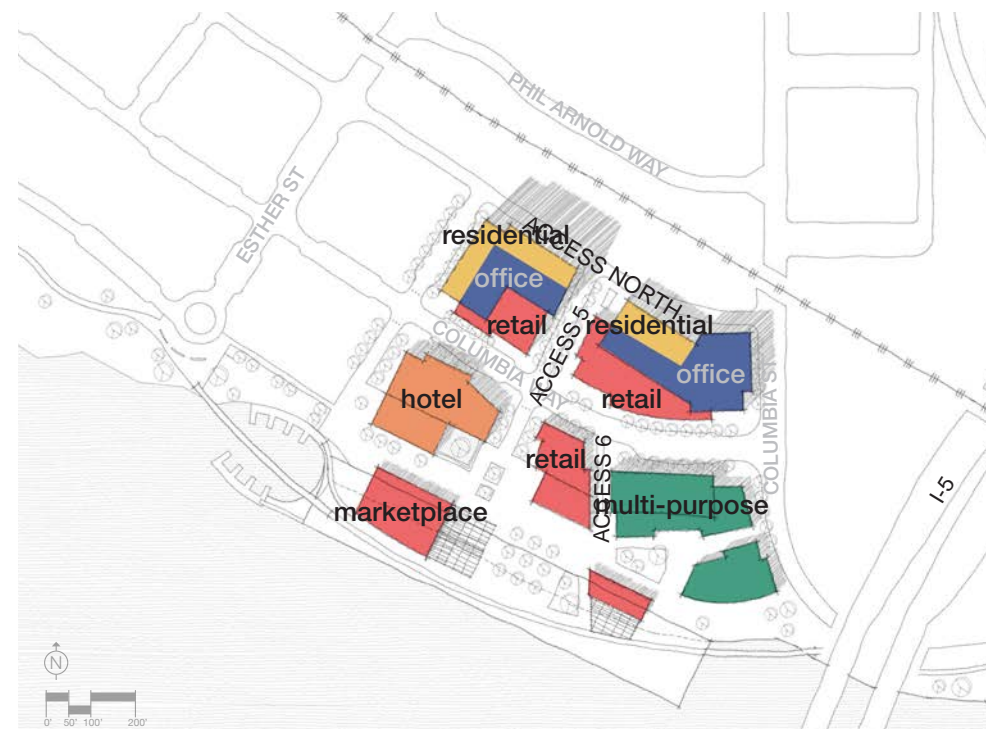 PHIL ARNOLD WAY
ESTHER ST
ACCESS NORTH
residential
office
retail
ACCESS 5
residential
office
retail
COLUMBIA WAY
COLUMBIA ST
hotel
retail
ACCESS 6
multi-purpose
marketplace
I-5
N
0' 50' 100' 200'